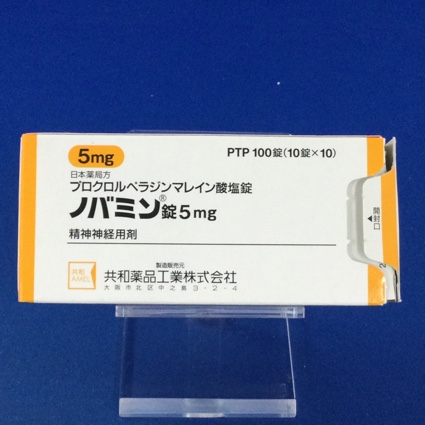 5mg
PTP 100錠(10錠×10)
日本薬局方
プロクロルペラジンマレイン酸塩錠
ノバミン®錠5mg
精神神経用剤
開封口
製造販売元
共和 AMEL
共和薬品工業株式会社
大阪市北区中之島3-2-4